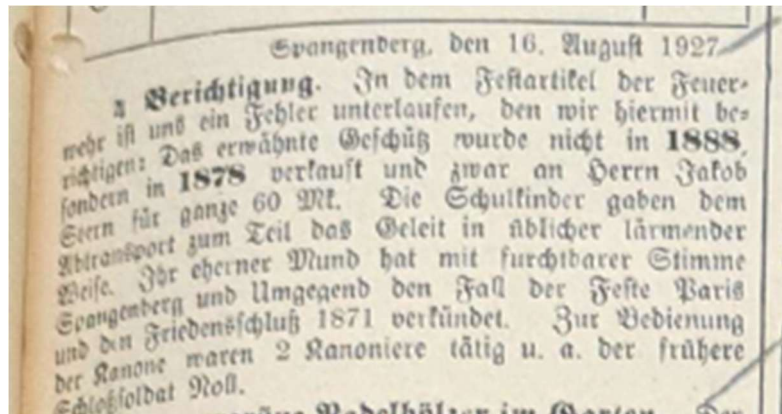 Spangenberg, den 16. August 1927
Berichtigung. In dem Festartikel der Feuer-
wehr ist uns ein Fehler unterlaufen, den wir hiermit be-
richtigen: Das erwähnte Geschütz wurde nicht in 1888,
sondern in 1878 verkauft und zwar an Herrn Jakob
Stern für ganze 60 Mk. Die Schulkinder gaben dem
Abtransport zum Teil das Geleit in üblicher lärmender
Weise. Ihr eherner Mund hat mit furchtbarer Stimme
Spangenberg und Umgegend den Fall der Feste Paris
und den Friedensschluß 1871 verkündet. Zur Bedienung
der Kanone waren 2 Kanoniere tätig u. a. der frühere
Schloßsoldat Noll.
im Garten. Der